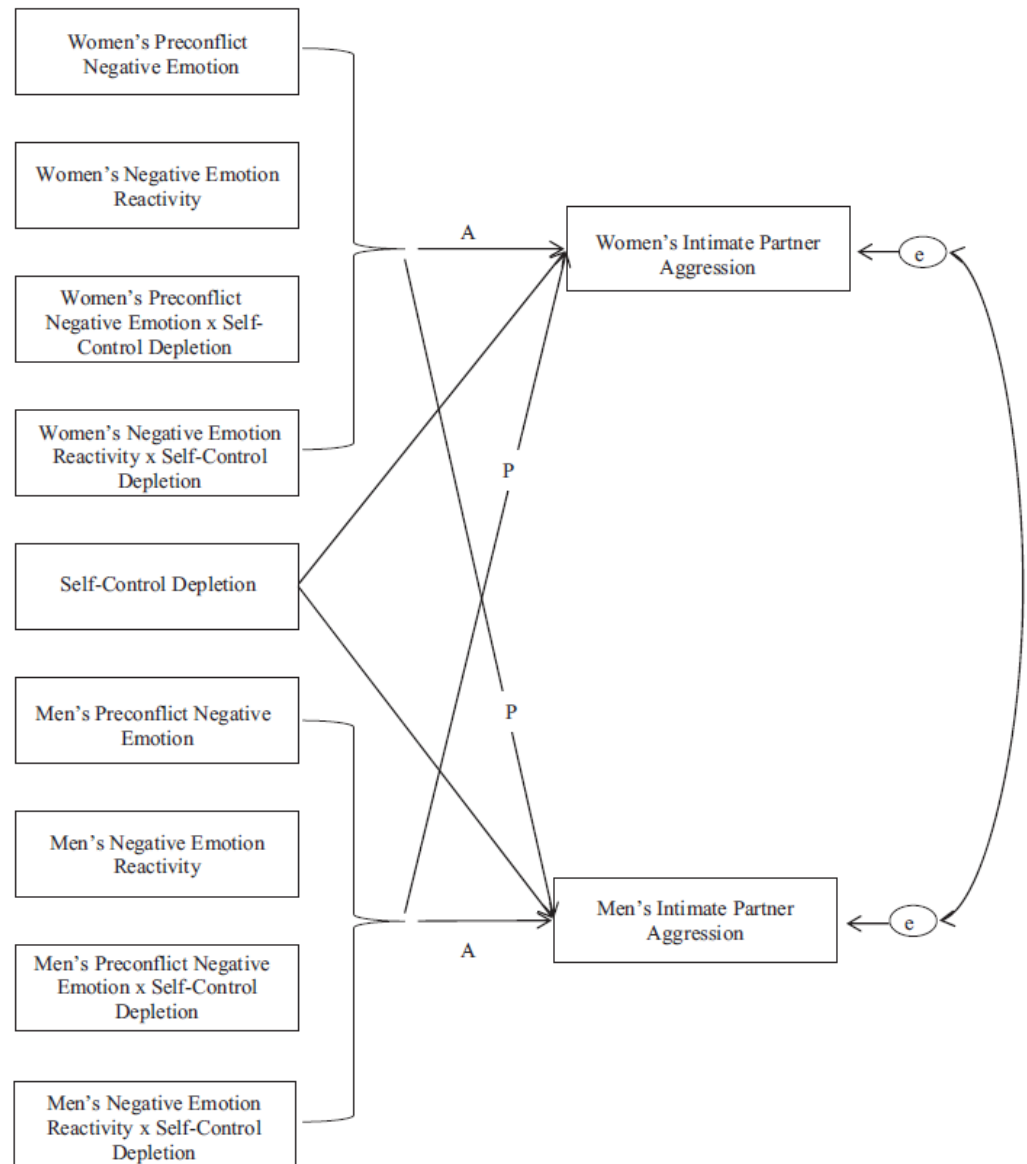 Women's Preconflict
Negative Emotion
Women's Negative Emotion
Reactivity
Women's Preconflict
Negative Emotion x Self-
Control Depletion
Women's Negative Emotion
Reactivity x Self-Control
Depletion
Self-Control Depletion
Men's Preconflict Negative
Emotion
Men's Negative Emotion
Reactivity
Men's Preconflict Negative
Emotion x Self-Control
Depletion
Men's Negative Emotion
Reactivity x Self-Control
Depletion
A
P
P
A
Women's Intimate Partner
Aggression
e
Men's Intimate Partner
Aggression
e